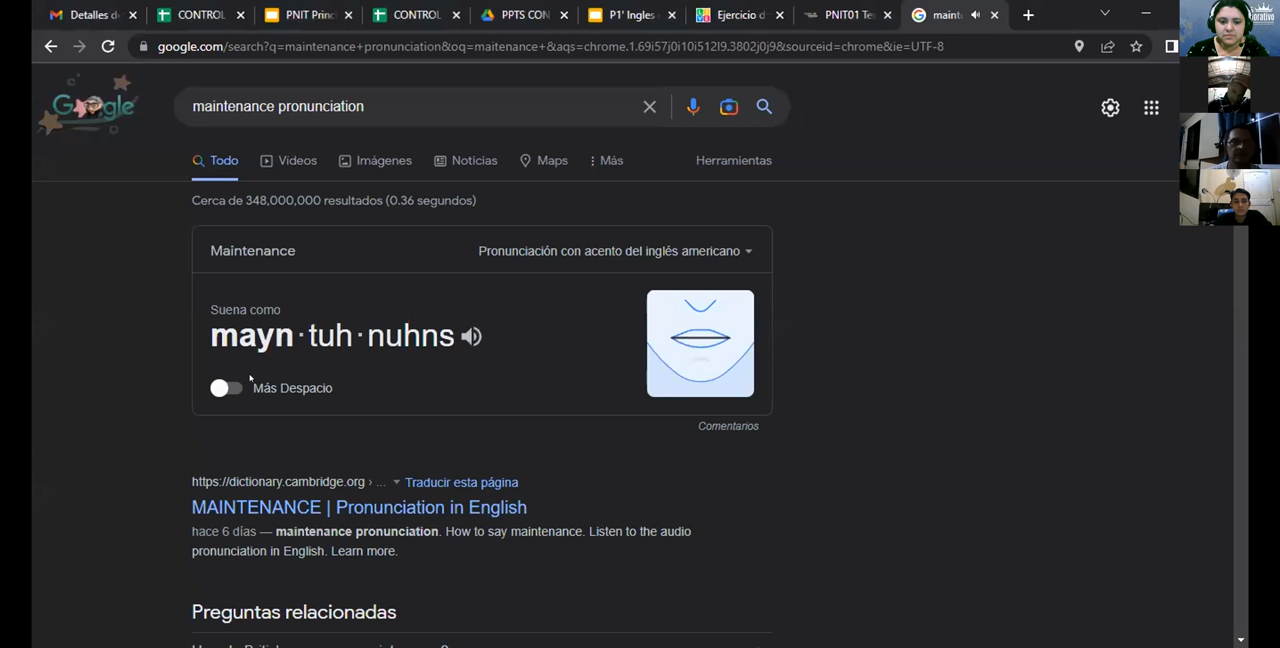 Detalles d
CONTROL
PNIT Princ
CONTROL
PPTS CON
P1' Ingles
Ejercicio d
PNIT01 Te
maint
google.com/search?q=maintenance+pronunciation&oq=maitenance+&aqs=chrome.1.69i57j0i10i512l9.3802j0j9&sourceid=chrome&ie=UTF-8
Google
maintenance pronunciation
Todo
Vídeos
Imágenes
Noticias
Maps
Más
Herramientas
Cerca de 348,000,000 resultados (0.36 segundos)
Maintenance
Pronunciación con acento del inglés americano
Suena como
mayn·tuh·nuhns
Más Despacio
Comentarios
https://dictionary.cambridge.org › ...
Traducir esta página
MAINTENANCE | Pronunciation in English
hace 6 días — maintenance pronunciation. How to say maintenance. Listen to the audio
pronunciation in English. Learn more.
Preguntas relacionadas